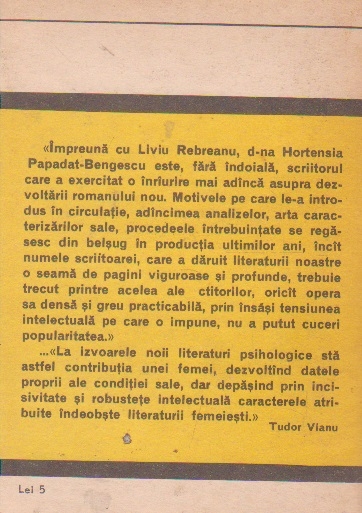 «Împreună cu Liviu Rebreanu, d-na Hortensia
Papadat-Bengescu este, fără îndoială, scriitorul
care a exercitat o înrîurire mai adîncă asupra dez-
voltării romanului nou. Motivele pe care le-a intro-
dus în circulație, adîncimea analizelor, arta carac-
terizărilor sale, procedeele întrebuințate se regă-
sesc din belșug în producția ultimilor ani, încît
numele scriitoarei, care a dăruit literaturii noastre
o seamă de pagini viguroase și profunde, trebuie
trecut printre acelea ale ctitorilor, oricît opera
sa densă și greu practicabilă, prin însăși tensiunea
intelectuală pe care o impune, nu a putut cuceri
popularitatea.»
...«La izvoarele noii literaturi psihologice stă
astfel contribuția unei femei, dezvoltînd datele
proprii ale condiției sale, dar depășind prin inci-
sivitate și robustețe intelectuală caracterele atri-
buite îndeobște literaturii femeiești.»
Tudor Vianu
Lei 5